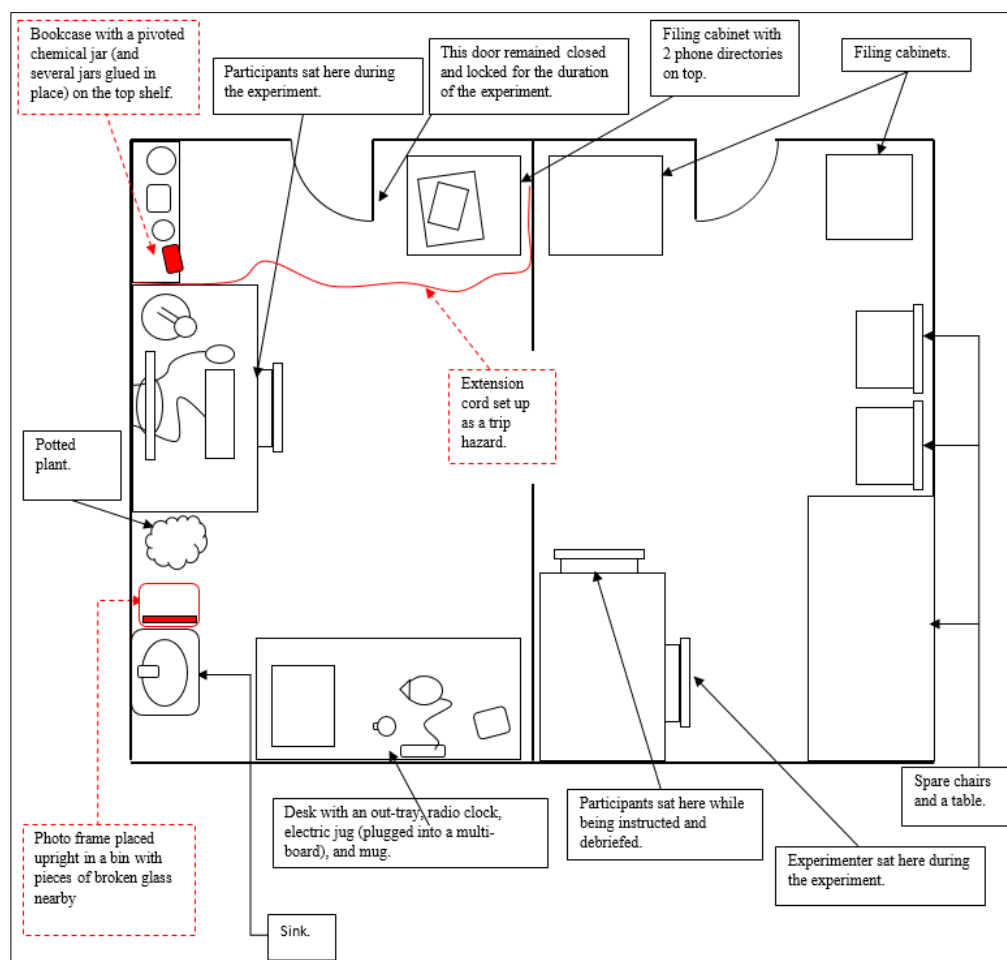 Bookcase with a pivoted
chemical jar (and
several jars glued in
place) on the top shelf.
Participants sat here during
the experiment.
This door remained closed
and locked for the duration
of the experiment.
Filing cabinet with
2 phone directories
on top.
Filing cabinets.
Extension
cord set up
as a trip
hazard.
Potted
plant.
Photo frame placed
upright in a bin with
pieces of broken glass
nearby
Sink.
Desk with an out-tray, radio clock,
electric jug (plugged into a multi-
board), and mug.
Participants sat here while
being instructed and
debriefed.
Experimenter sat here during
the experiment.
Spare chairs
and a table.